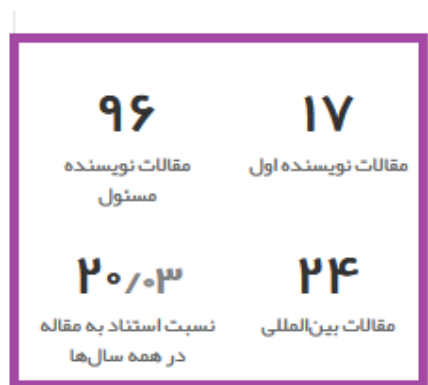 ۱۷
۹۶
مقالات نویسنده اول
مقالات نویسنده
مسئول
۲۴
۲۰/۰۳
مقالات بین‌المللی
نسبت استناد به مقاله
در همه سال‌ها